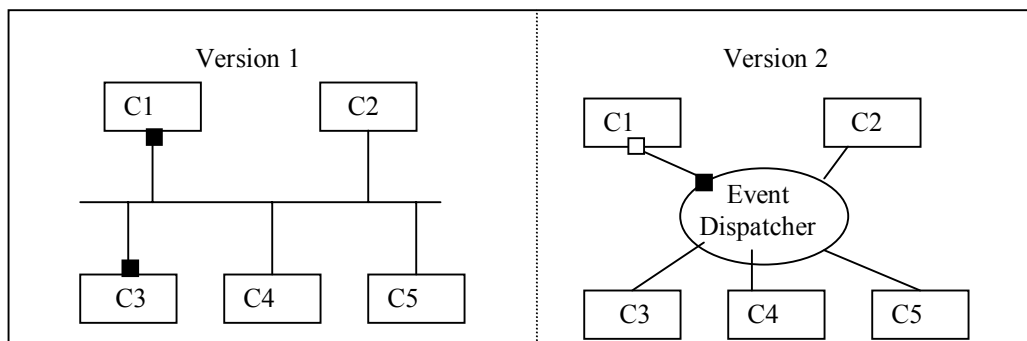 Version 1
C1
C2
C3
C4
C5
Version 2
C1
C2
Event
Dispatcher
C3
C4
C5